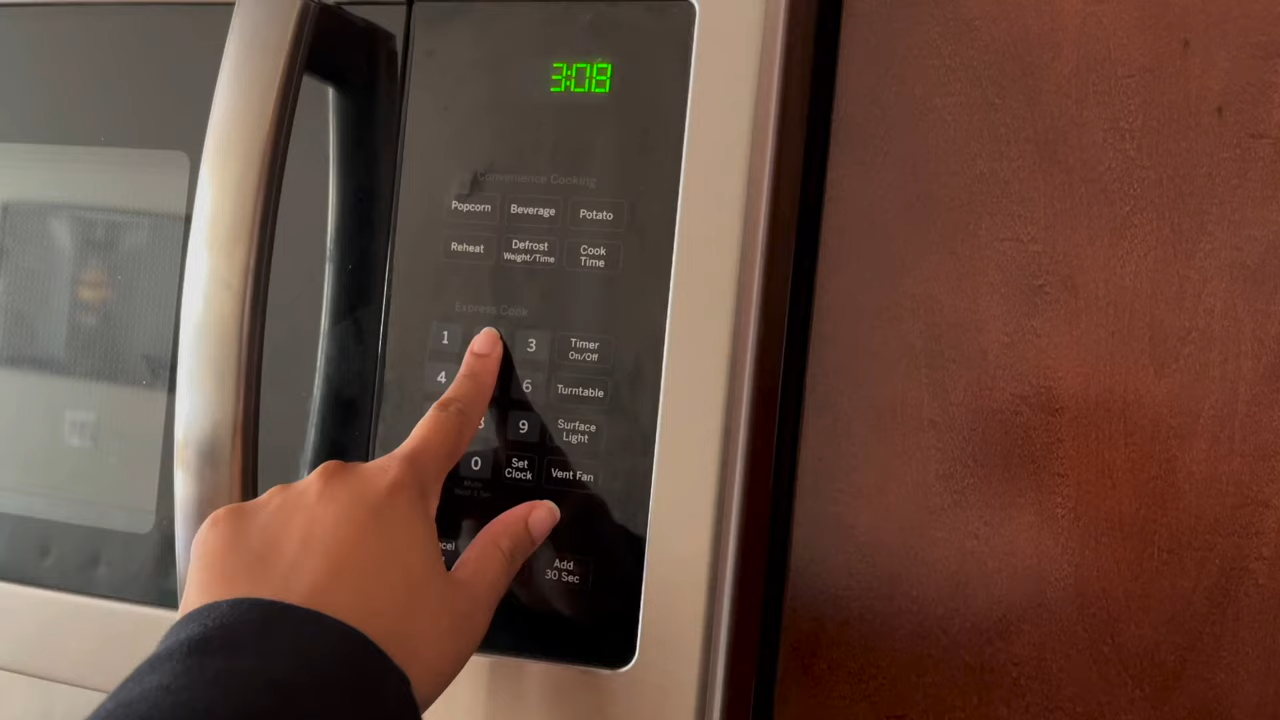 3:08
Convenience Cooking
Popcorn Beverage Potato
Reheat Defrost Weight/Time Cook Time
Express Cook
1 3 Timer On/Off
4 6 Turntable
9 Surface Light
0 Set Clock Vent Fan
Mute
Add 30 Sec